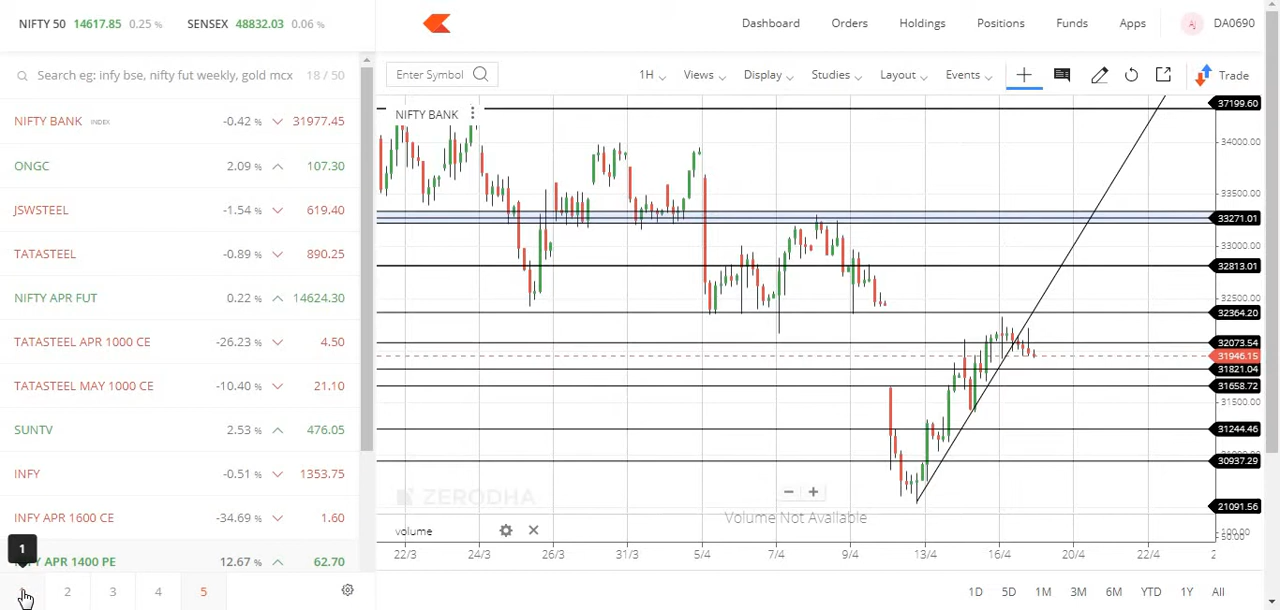 NIFTY 50 14617.85 0.25 % SENSEX 48832.03 0.06 %
Dashboard Orders Holdings Positions Funds Apps AJ DA0690
Search eg: infy bse, nifty fut weekly, gold mcx 18 / 50
NIFTY BANK INDEX -0.42 % 31977.45
ONGC 2.09 % 107.30
JSWSTEEL -1.54 % 619.40
TATASTEEL -0.89 % 890.25
NIFTY APR FUT 0.22 % 14624.30
TATASTEEL APR 1000 CE -26.23 % 4.50
TATASTEEL MAY 1000 CE -10.40 % 21.10
SUNTV 2.53 % 476.05
INFY -0.51 % 1353.75
INFY APR 1600 CE -34.69 % 1.60
APR 1400 PE 12.67 % 62.70
1
2 3 4 5
Enter Symbol 1H Views Display Studies Layout Events Trade
NIFTY BANK
37199.60
34000.00
33500.00
33271.01
33000.00
32813.01
32500.00
32364.20
32073.54
31946.15
31821.04
31658.72
31500.00
31244.46
30937.29
21091.56
ZERODHA
Volume Not Available
volume
22/3 24/3 26/3 31/3 5/4 7/4 9/4 13/4 16/4 20/4 22/4 2
1D 5D 1M 3M 6M YTD 1Y All